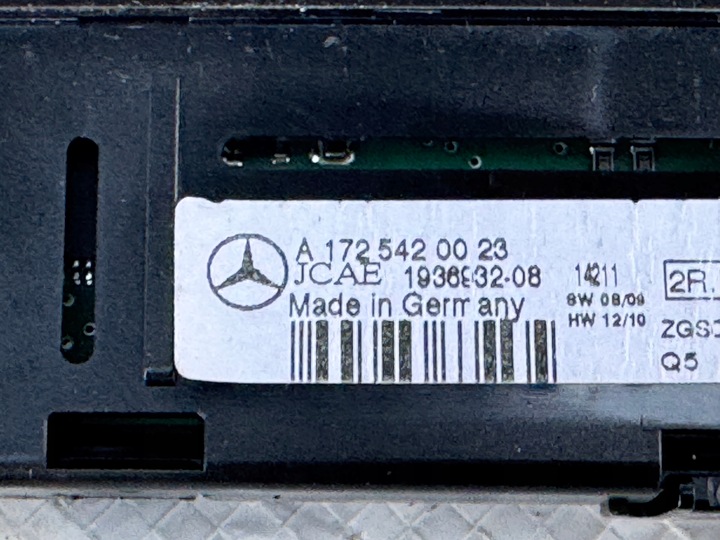 A 172 542 00 23
JCAE 1936932-08 14211
SW 08/09
Made in Germany
HW 12/10
2R.
ZGS
Q5